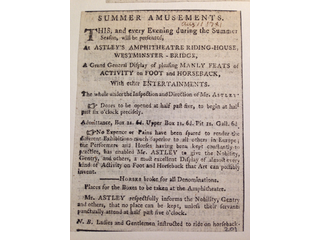 SUMMER AMUSEMENTS.
THIS, and every Evening during the Summer
Season, will be presented,
At ASTLEY's AMPHITHEATRE RIDING-HOUSE,
WESTMINSTER-BRIDGE,
A Grand General Display of pleasing MANLY FEATS of
ACTIVITY on FOOT and HORSEBACK,
With other ENTERTAINMENTS.
The whole under the Inspection and Direction of Mr. ASTLEY.
☞ Doors to be opened at half past five, to begin at half
past six o'clock precisely.
Admittance, Box 2s. 6d. Upper Box 2s. 6d. Pit 2s. Gall.
☞ No Expence or Pains have been spared to render the
different Exhibitions much superior to all others in Europe;
the Performers and Horses having been kept constantly to
practice, has enabled Mr. ASTLEY to give the Nobility,
Gentry, and others, a most excellent Display of almost every
kind of Activity on Foot and Horseback that Art can possibly
invent.
——HORSES broke for all Denominations.
Places for the Boxes to be taken at the Amphitheatre.
Mr. ASTLEY respectfully informs the Nobility, Gentry
and others, that no place can be kept, unless their servants
punctually attend at half past five o'clock.
N. B. Ladies and Gentlemen instructed to ride on horseback.